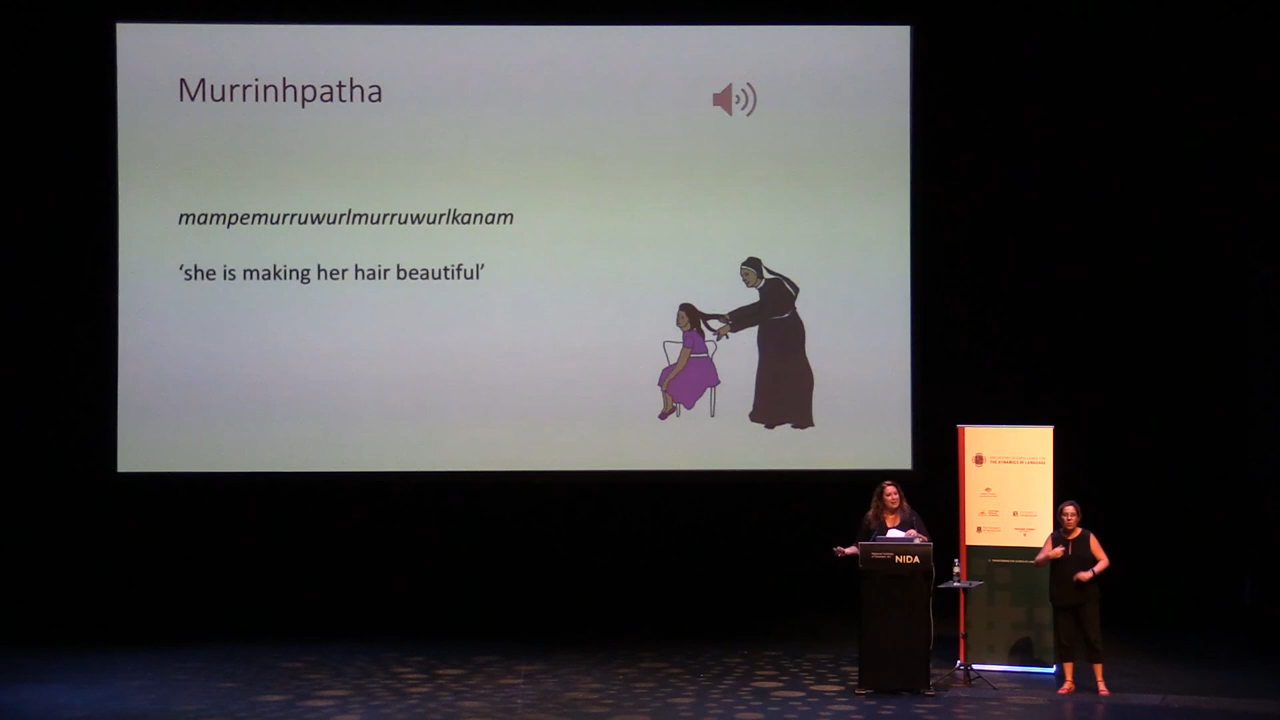 Murrinhpatha
mampemurruwurlmurruwurlkanam
‘she is making her hair beautiful’
THE DYNAMICS OF LANGUAGE
NIDA